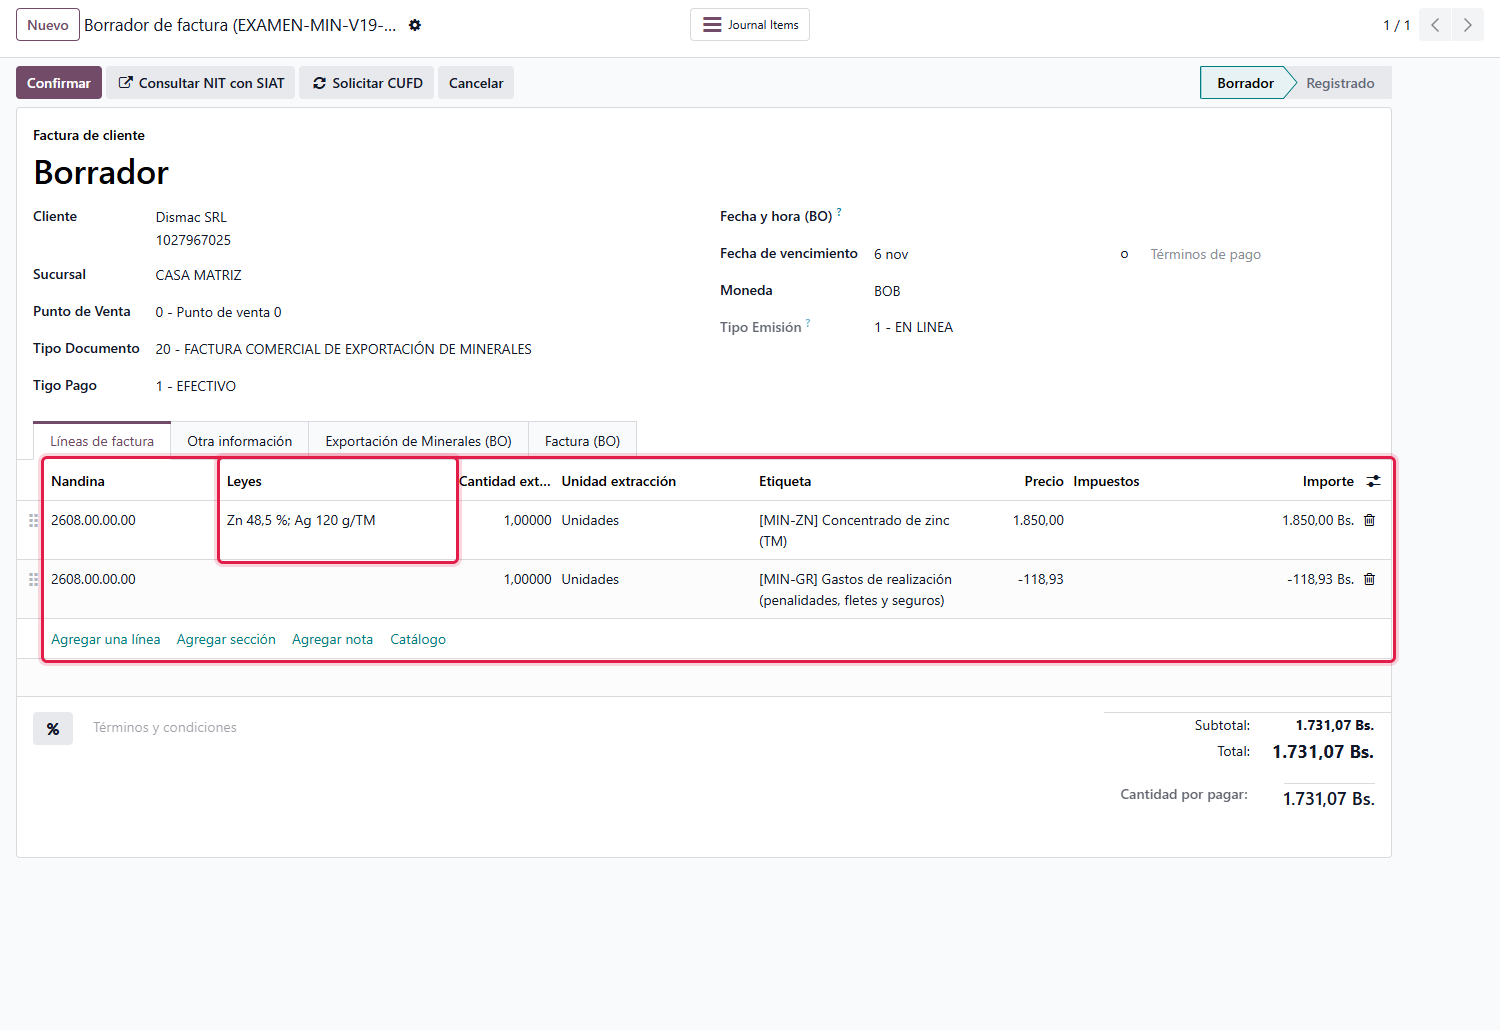 Nuevo Borrador de factura (EXAMEN-MIN-V19-... Journal Items 1 / 1
Confirmar Consultar NIT con SIAT Solicitar CUFD Cancelar Borrador Registrado
Factura de cliente
Borrador
Cliente Dismac SRL
1027967025
Sucursal CASA MATRIZ
Punto de Venta 0 - Punto de venta 0
Tipo Documento 20 - FACTURA COMERCIAL DE EXPORTACIÓN DE MINERALES
Tigo Pago 1 - EFECTIVO
Fecha y hora (BO) ?
Fecha de vencimiento 6 nov o Términos de pago
Moneda BOB
Tipo Emisión ? 1 - EN LINEA
Líneas de factura Otra información Exportación de Minerales (BO) Factura (BO)
Nandina Leyes Cantidad ext... Unidad extracción Etiqueta Precio Impuestos Importe
2608.00.00.00 Zn 48,5 %; Ag 120 g/TM 1,00000 Unidades [MIN-ZN] Concentrado de zinc 1.850,00 1.850,00 Bs.
(TM)
2608.00.00.00 1,00000 Unidades [MIN-GR] Gastos de realización -118,93 -118,93 Bs.
(penalidades, fletes y seguros)
Agregar una línea Agregar sección Agregar nota Catálogo
% Términos y condiciones
Subtotal: 1.731,07 Bs.
Total: 1.731,07 Bs.
Cantidad por pagar: 1.731,07 Bs.